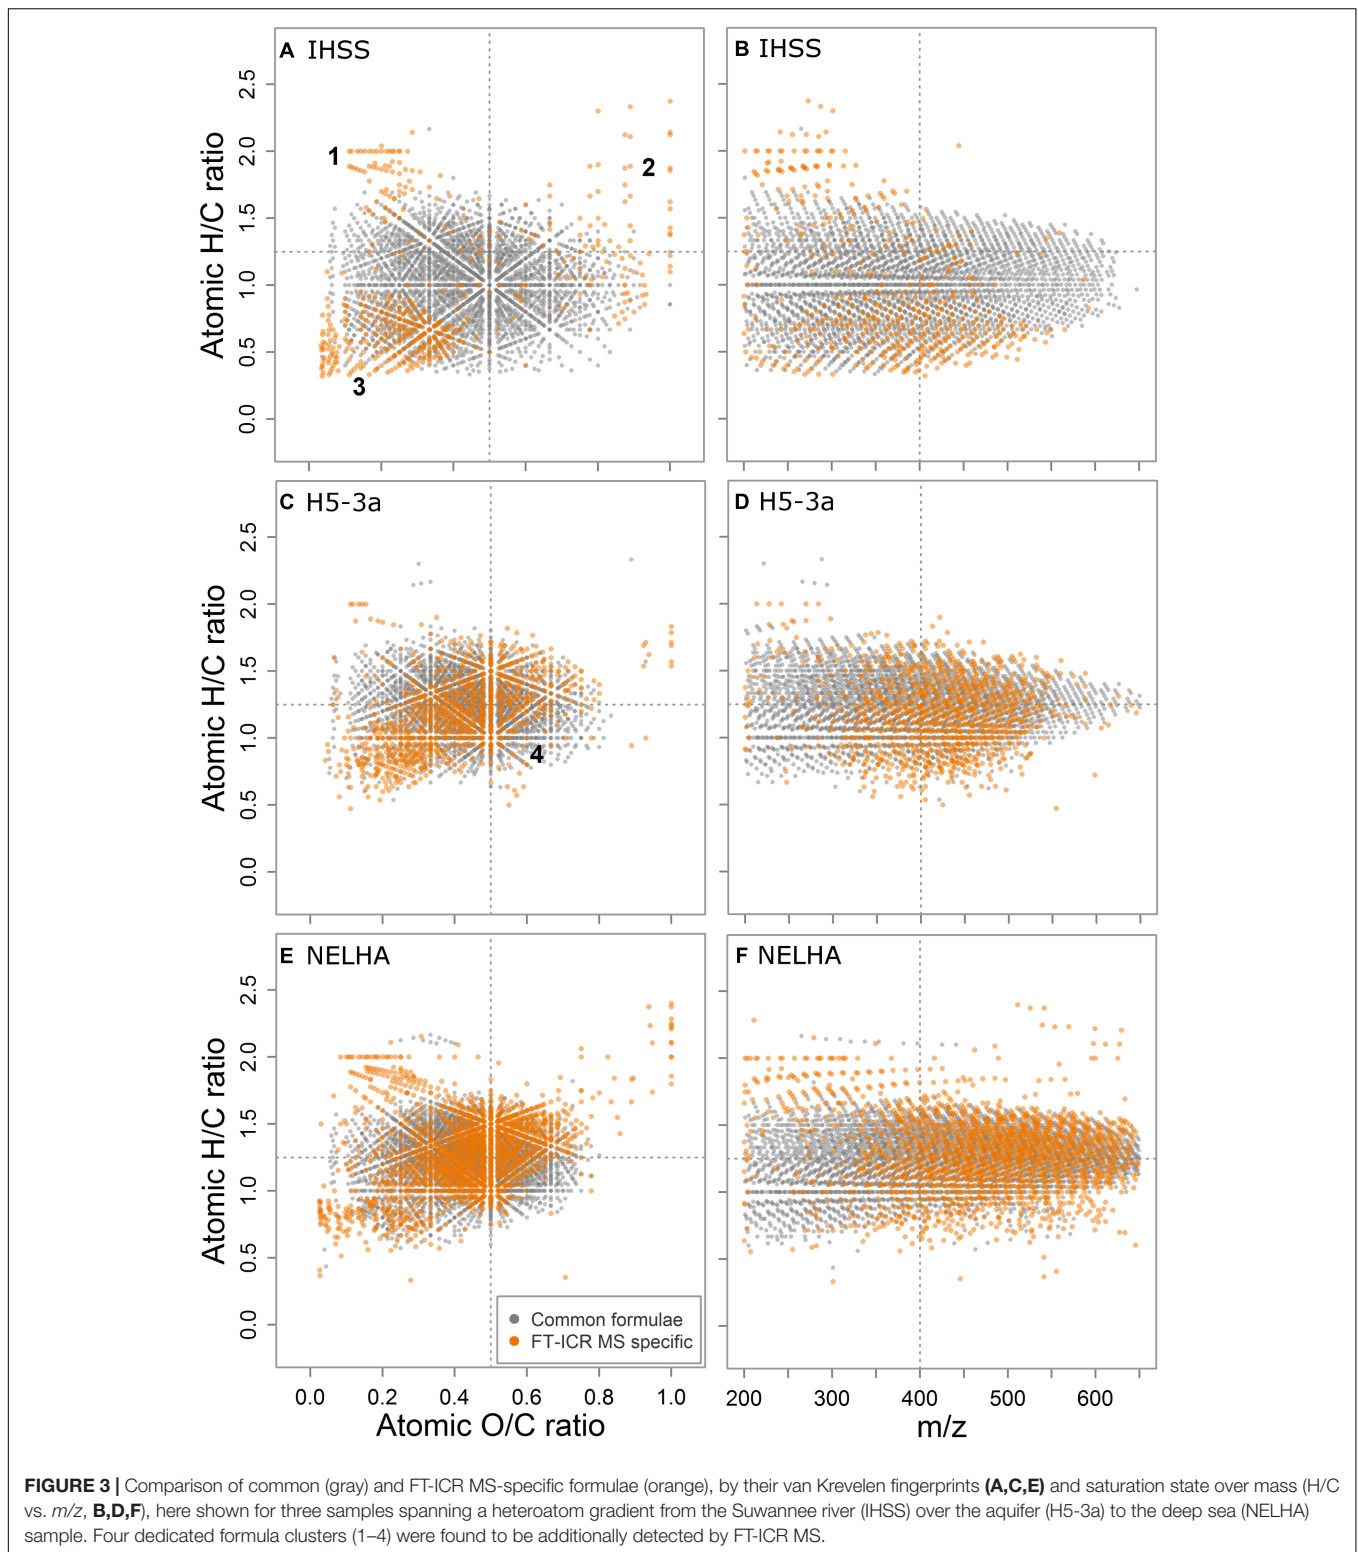 A IHSS
B IHSS
Atomic H/C ratio
2.5
2.0
1.5
1.0
0.5
0.0
1
2
3
C H5-3a
D H5-3a
Atomic H/C ratio
2.5
2.0
1.5
1.0
0.5
0.0
4
E NELHA
F NELHA
Atomic H/C ratio
2.5
2.0
1.5
1.0
0.5
0.0
Common formulae
FT-ICR MS specific
0.0 0.2 0.4 0.6 0.8 1.0
200 300 400 500 600
Atomic O/C ratio
m/z
FIGURE 3 | Comparison of common (gray) and FT-ICR MS-specific formulae (orange), by their van Krevelen fingerprints (A,C,E) and saturation state over mass (H/C
vs. m/z, B,D,F), here shown for three samples spanning a heteroatom gradient from the Suwannee river (IHSS) over the aquifer (H5-3a) to the deep sea (NELHA)
sample. Four dedicated formula clusters (1–4) were found to be additionally detected by FT-ICR MS.